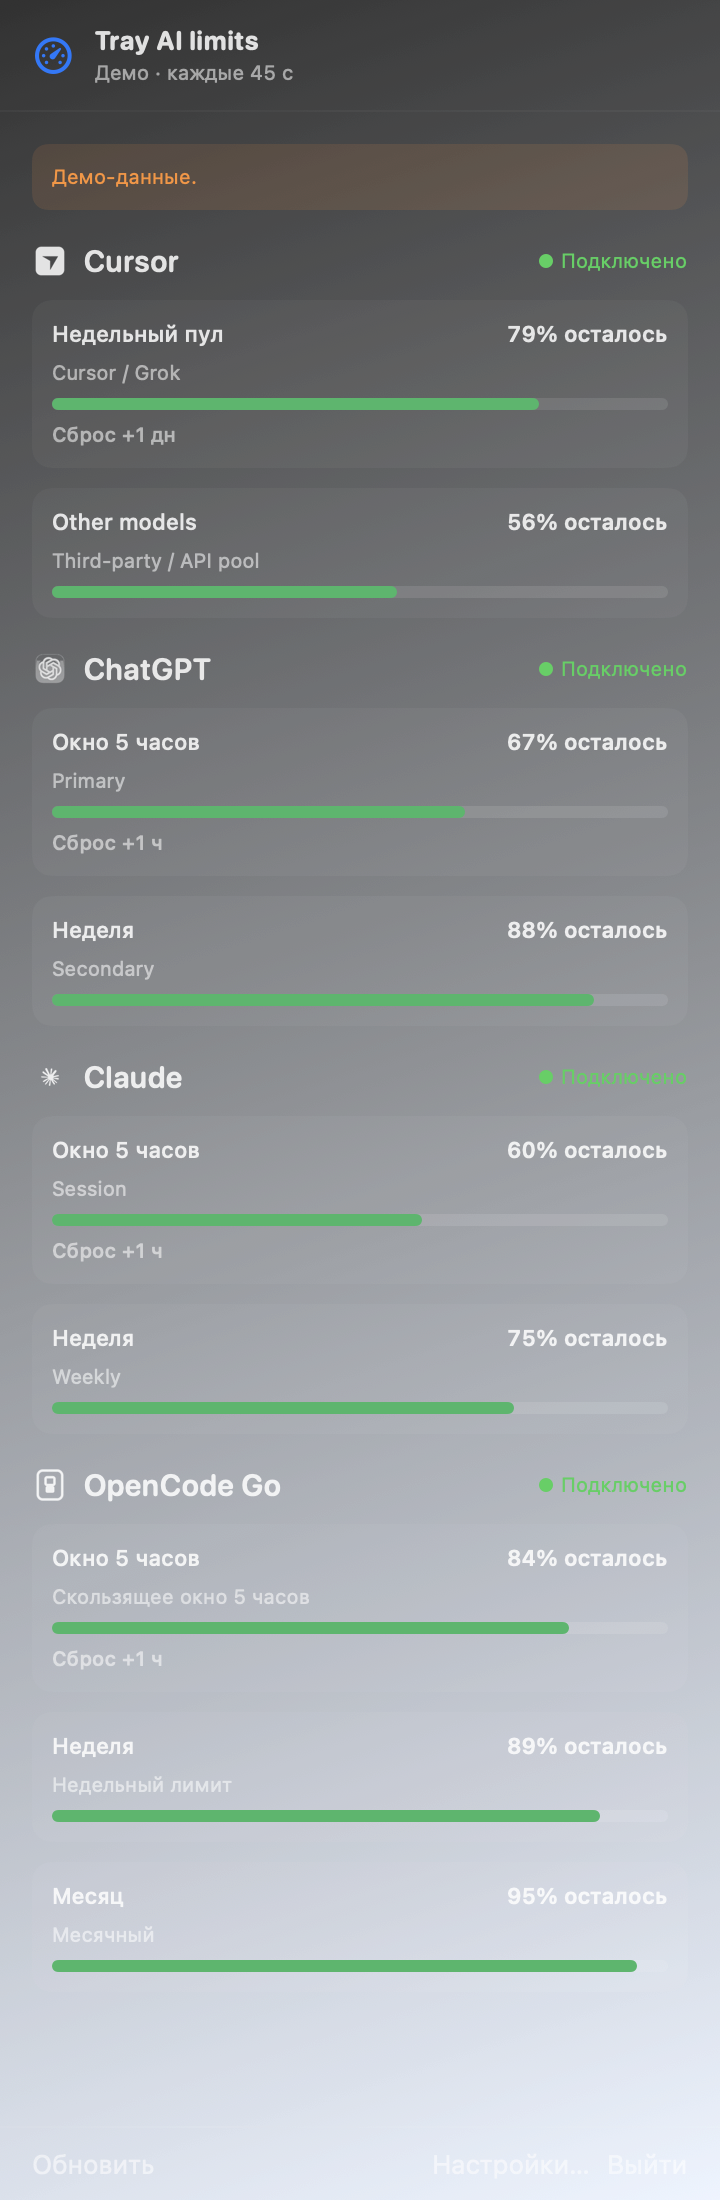 Tray AI limits
Демо · каждые 45 с
Демо-данные.
Cursor
Подключено
Недельный пул
79% осталось
Cursor / Grok
Сброс +1 дн
Other models
56% осталось
Third-party / API pool
ChatGPT
Подключено
Окно 5 часов
67% осталось
Primary
Сброс +1 ч
Неделя
88% осталось
Secondary
Claude
Подключено
Окно 5 часов
60% осталось
Session
Сброс +1 ч
Неделя
75% осталось
Weekly
OpenCode Go
Подключено
Окно 5 часов
84% осталось
Скользящее окно 5 часов
Сброс +1 ч
Неделя
89% осталось
Недельный лимит
Месяц
95% осталось
Месячный
Обновить
Настройки...
Выйти